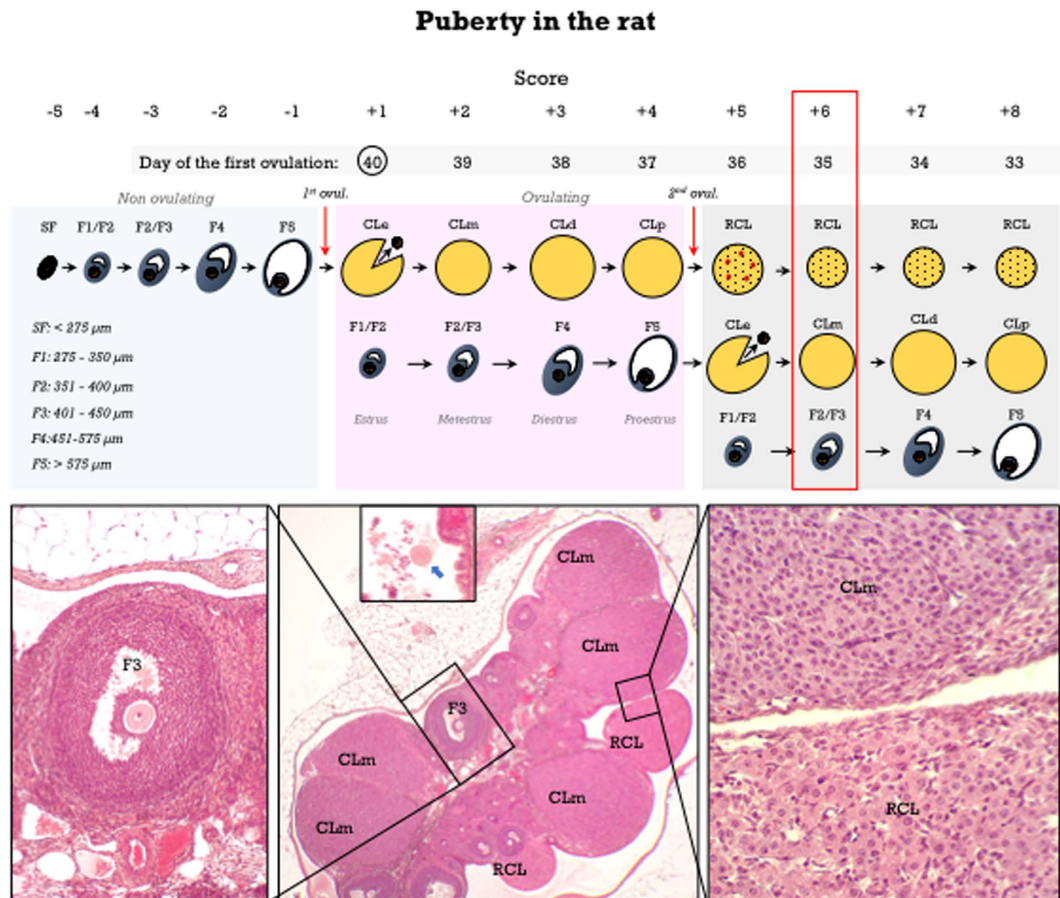 Puberty in the rat
Score
-5 -4 -3 -2 -1 +1 +2 +3 +4 +5 +6 +7 +8
Day of the first ovulation: 40 39 38 37 36 35 34 33
Non ovulating 1st ovul. Ovulating 2nd ovul.
SF F1/F2 F2/F3 F4 F5 CLe CLm CLd CLp RCL RCL RCL RCL
SF: < 275 µm
F1/F2 F2/F3 F4 F5 CLe CLm CLd CLp
F1: 275 - 350 µm
F2: 351 - 400 µm
F3: 401 - 450 µm
F4:451-575 µm
F5: > 575 µm
Estrus Metestrus Diestrus Proestrus F1/F2 F2/F3 F4 F5
F3
CLm
CLm
F3
RCL
CLm
CLm
CLm
RCL
CLm
RCL